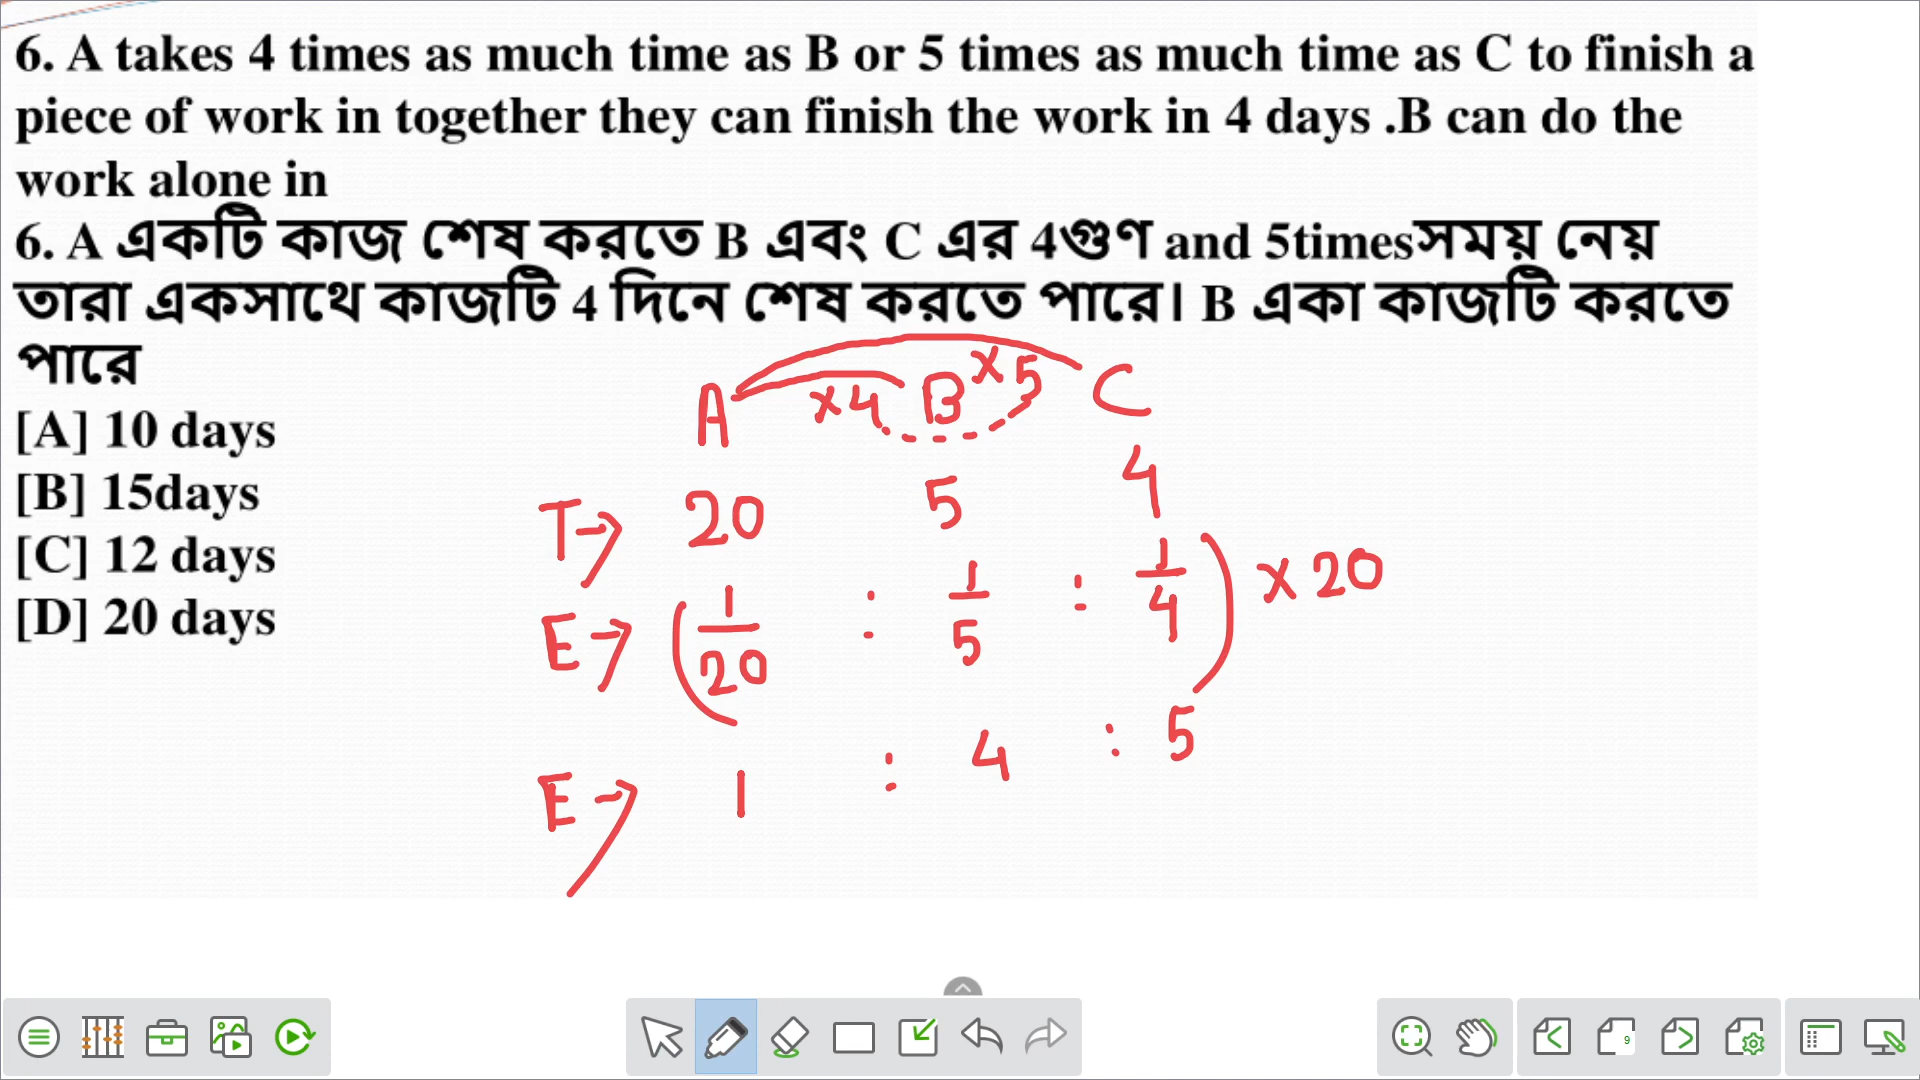 6. A takes 4 times as much time as B or 5 times as much time as C to finish a
piece of work in together they can finish the work in 4 days .B can do the
work alone in
6. A একটি কাজ শেষ করতে B এবং C এর 4গুণ and 5timesসময় নেয়
তারা একসাথে কাজটি 4 দিনে শেষ করতে পারে। B একা কাজটি করতে
পারে
[A] 10 days
[B] 15days
[C] 12 days
[D] 20 days
A ×4 B ×5 C
T→ 20 5 4
E→ (1/20 : 1/5 : 1/4) × 20
E→ 1 : 4 : 5
9